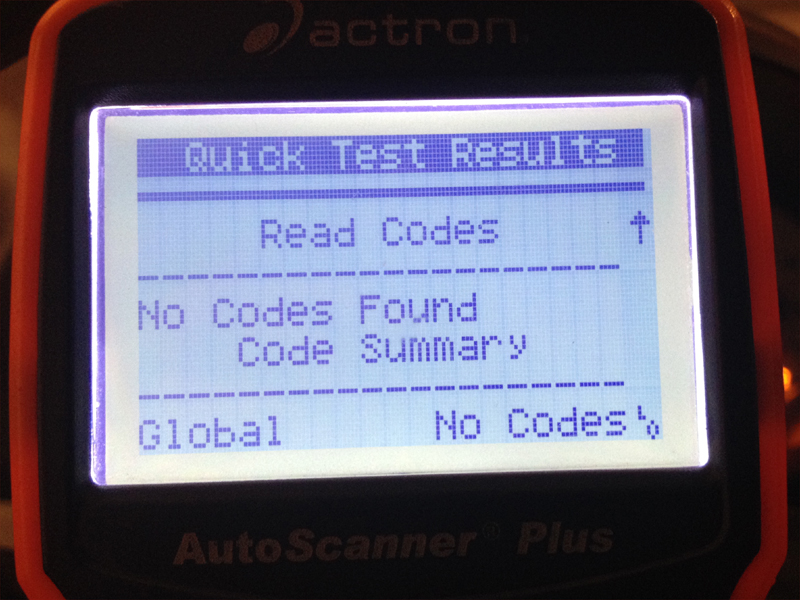 actron
Quick Test Results
Read Codes
No Codes Found
Code Summary
Global No Codes
AutoScanner® Plus